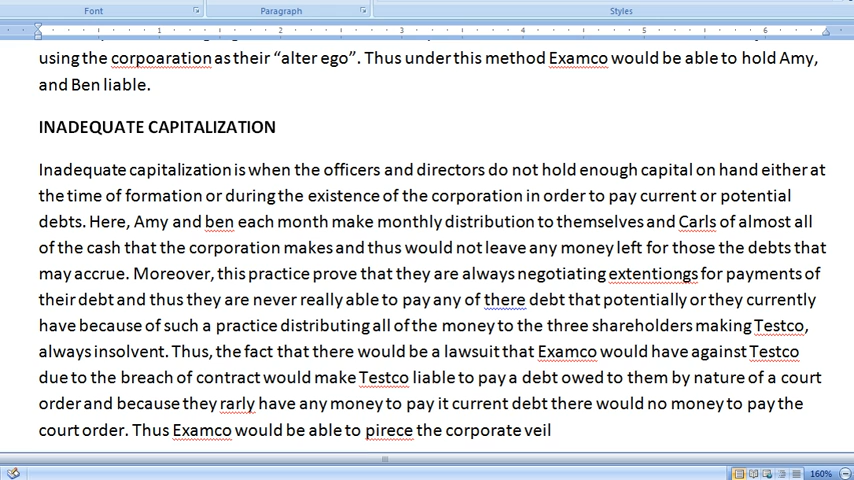 Font Paragraph Styles
1 2 3 4 5 6
using the corpoaration as their “alter ego”. Thus under this method Examco would be able to hold Amy,
and Ben liable.
INADEQUATE CAPITALIZATION
Inadequate capitalization is when the officers and directors do not hold enough capital on hand either at
the time of formation or during the existence of the corporation in order to pay current or potential
debts. Here, Amy and ben each month make monthly distribution to themselves and Carls of almost all
of the cash that the corporation makes and thus would not leave any money left for those the debts that
may accrue. Moreover, this practice prove that they are always negotiating extentiongs for payments of
their debt and thus they are never really able to pay any of there debt that potentially or they currently
have because of such a practice distributing all of the money to the three shareholders making Testco,
always insolvent. Thus, the fact that there would be a lawsuit that Examco would have against Testco
due to the breach of contract would make Testco liable to pay a debt owed to them by nature of a court
order and because they rarly have any money to pay it current debt there would no money to pay the
court order. Thus Examco would be able to pirece the corporate veil
160%